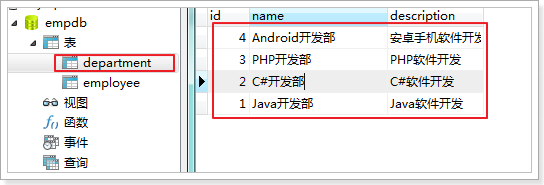 empdb
表
department
employee
视图
函数
事件
查询
id name description
4 Android开发部 安卓手机软件开发
3 PHP开发部 PHP软件开发
2 C#开发部 C#软件开发
1 Java开发部 Java软件开发